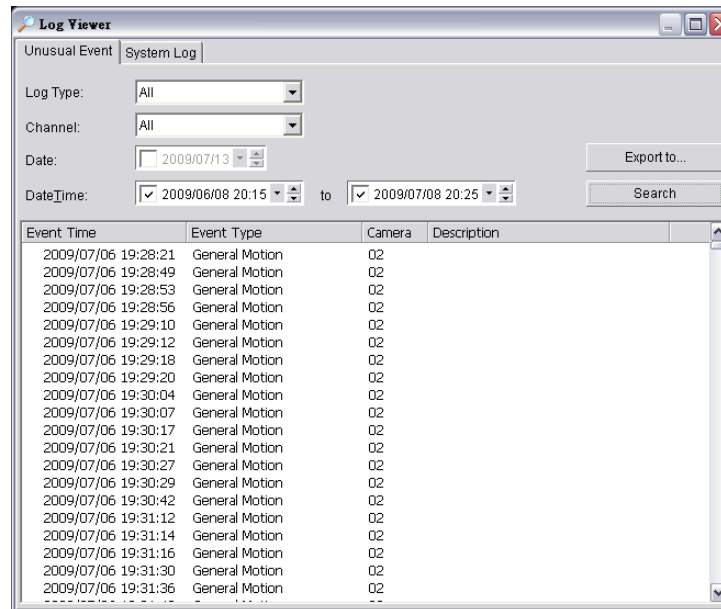 Log Viewer
Unusual Event System Log
Log Type: All
Channel: All
Date: 2009/07/13
Export to...
DateTime: 2009/06/08 20:15 to 2009/07/08 20:25
Search
Event Time Event Type Camera Description
2009/07/06 19:28:21 General Motion 02
2009/07/06 19:28:49 General Motion 02
2009/07/06 19:28:53 General Motion 02
2009/07/06 19:28:56 General Motion 02
2009/07/06 19:29:10 General Motion 02
2009/07/06 19:29:12 General Motion 02
2009/07/06 19:29:18 General Motion 02
2009/07/06 19:29:20 General Motion 02
2009/07/06 19:30:04 General Motion 02
2009/07/06 19:30:07 General Motion 02
2009/07/06 19:30:17 General Motion 02
2009/07/06 19:30:21 General Motion 02
2009/07/06 19:30:27 General Motion 02
2009/07/06 19:30:29 General Motion 02
2009/07/06 19:30:42 General Motion 02
2009/07/06 19:31:12 General Motion 02
2009/07/06 19:31:14 General Motion 02
2009/07/06 19:31:16 General Motion 02
2009/07/06 19:31:30 General Motion 02
2009/07/06 19:31:36 General Motion 02